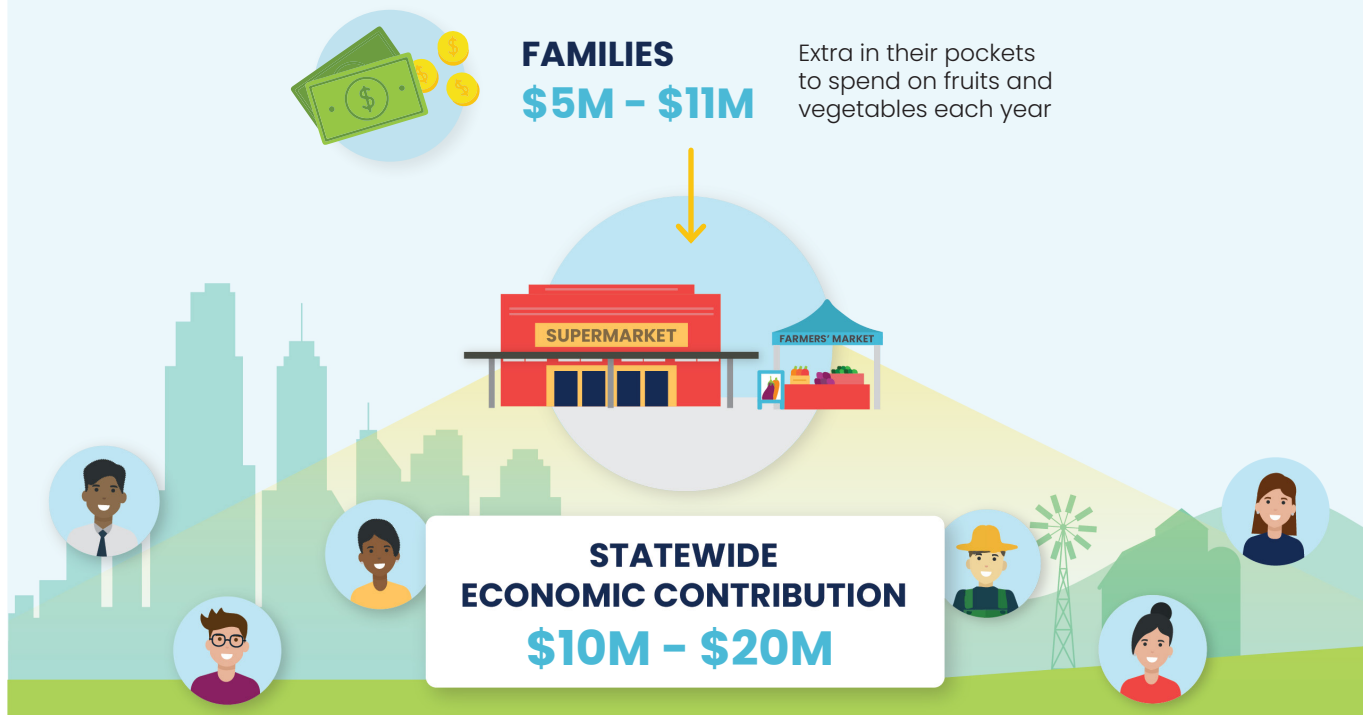 FAMILIES
$5M - $11M
Extra in their pockets
to spend on fruits and
vegetables each year
SUPERMARKET
FARMERS' MARKET
STATEWIDE
ECONOMIC CONTRIBUTION
$10M - $20M